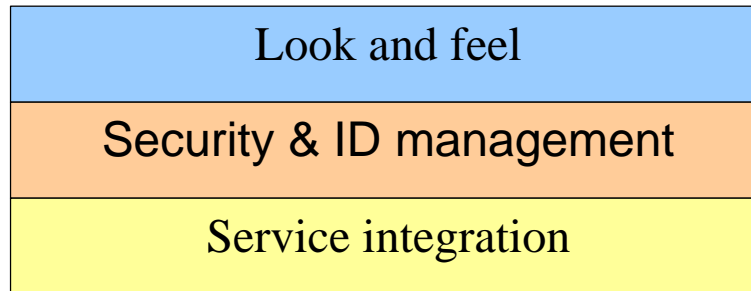 Look and feel
Security & ID management
Service integration